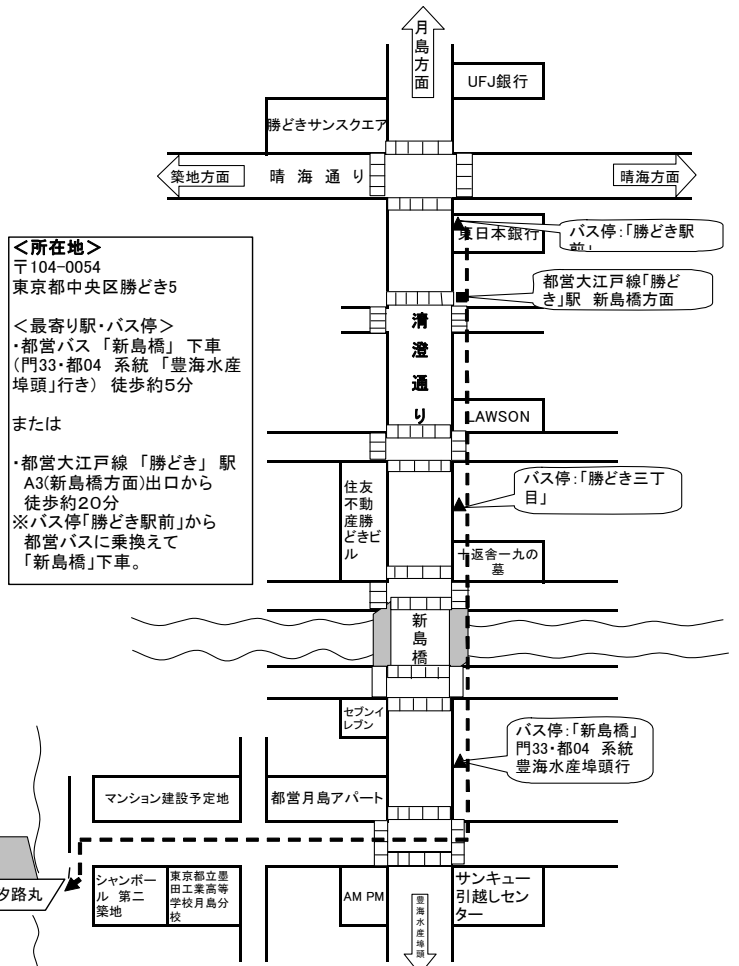 月島方面
UFJ銀行
勝どきサンスクエア
築地方面
晴海通り
晴海方面
東日本銀行
バス停:「勝どき駅
前」
<所在地>
〒104-0054
東京都中央区勝どき5
<最寄り駅・バス停>
・都営バス 「新島橋」 下車
(門33・都04 系統 「豊海水産
埠頭」行き) 徒歩約5分
または
・都営大江戸線 「勝どき」 駅
A3(新島橋方面)出口から
徒歩約20分
※バス停「勝どき駅前」から
都営バスに乗換えて
「新島橋」下車。
都営大江戸線「勝ど
き」駅 新島橋方面
清澄通り
LAWSON
住友
不動
産勝
どきビ
ル
バス停:「勝どき三丁
目」
十返舎一九の
墓
新島橋
セブンイ
レブン
バス停:「新島橋」
門33・都04 系統
豊海水産埠頭行
マンション建設予定地
都営月島アパート
夕路丸
シャンボー
ル 第二
築地
東京都立墨
田工業高等
学校月島分
校
AM PM
豊海水産埠頭
サンキュー
引越しセン
ター